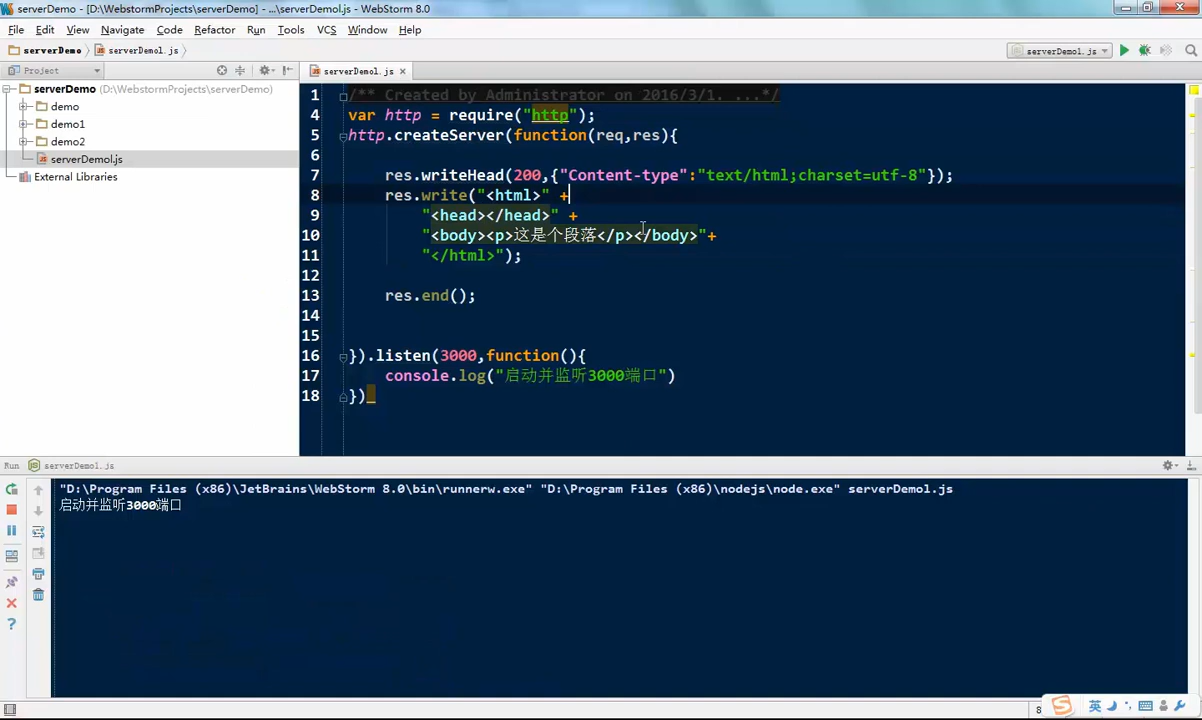 serverDemo - [D:\WebstormProjects\serverDemo] - ...\serverDemol.js - WebStorm 8.0
File Edit View Navigate Code Refactor Run Tools VCS Window Help
serverDemo serverDemol.js serverDemol.js
Project serverDemol.js
serverDemo (D:\WebstormProjects\serverDemo)
demo
demo1
demo2
serverDemol.js
External Libraries
1 /** Created by Administrator on 2016/3/1. ...*/
4 var http = require("http");
5 http.createServer(function(req,res){
6
7 res.writeHead(200,{"Content-type":"text/html;charset=utf-8"});
8 res.write("<html>" +
9 "<head></head>" +
10 "<body><p>这是个段落</p></body>"+
11 "</html>");
12
13 res.end();
14
15
16 }).listen(3000,function(){
17 console.log("启动并监听3000端口")
18 })
Run serverDemol.js
"D:\Program Files (x86)\JetBrains\WebStorm 8.0\bin\runnerw.exe" "D:\Program Files (x86)\nodejs\node.exe" serverDemol.js
启动并监听3000端口
8
英